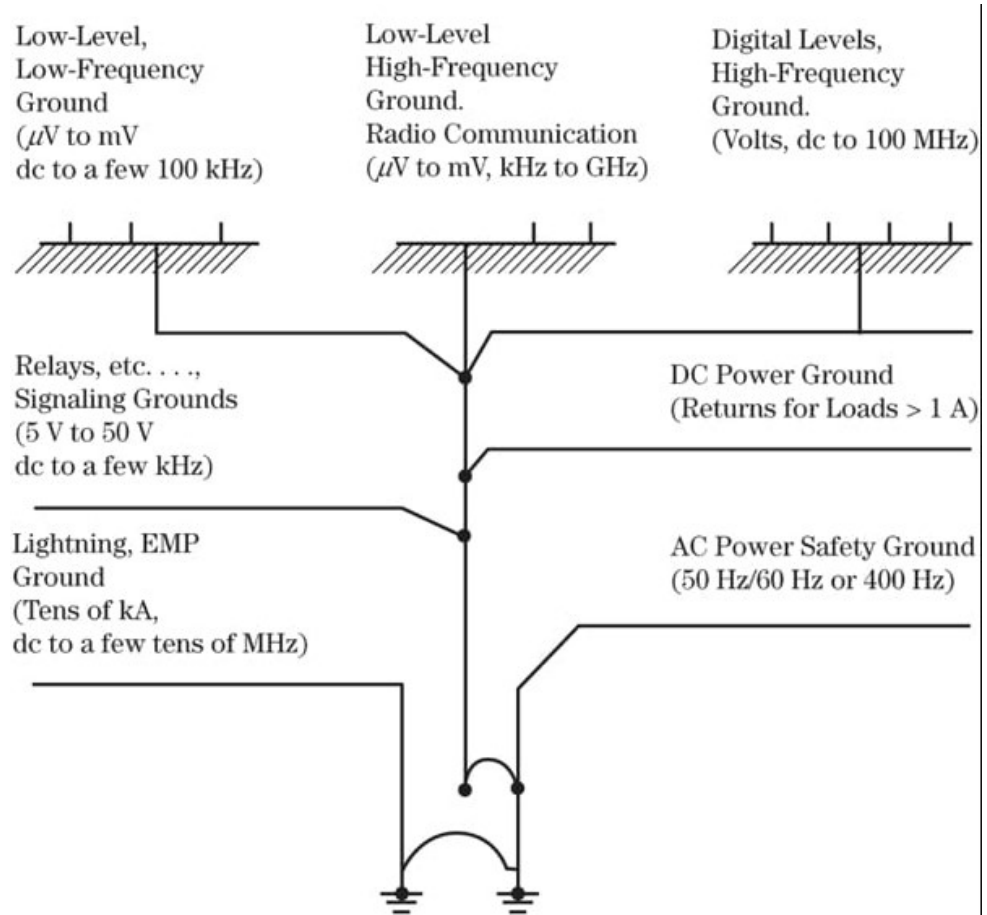 Low-Level,
Low-Frequency
Ground
(μV to mV
dc to a few 100 kHz)
Low-Level
High-Frequency
Ground.
Radio Communication
(μV to mV, kHz to GHz)
Digital Levels,
High-Frequency
Ground.
(Volts, dc to 100 MHz)
Relays, etc. . . .,
Signaling Grounds
(5 V to 50 V
dc to a few kHz)
DC Power Ground
(Returns for Loads > 1 A)
Lightning, EMP
Ground
(Tens of kA,
dc to a few tens of MHz)
AC Power Safety Ground
(50 Hz/60 Hz or 400 Hz)